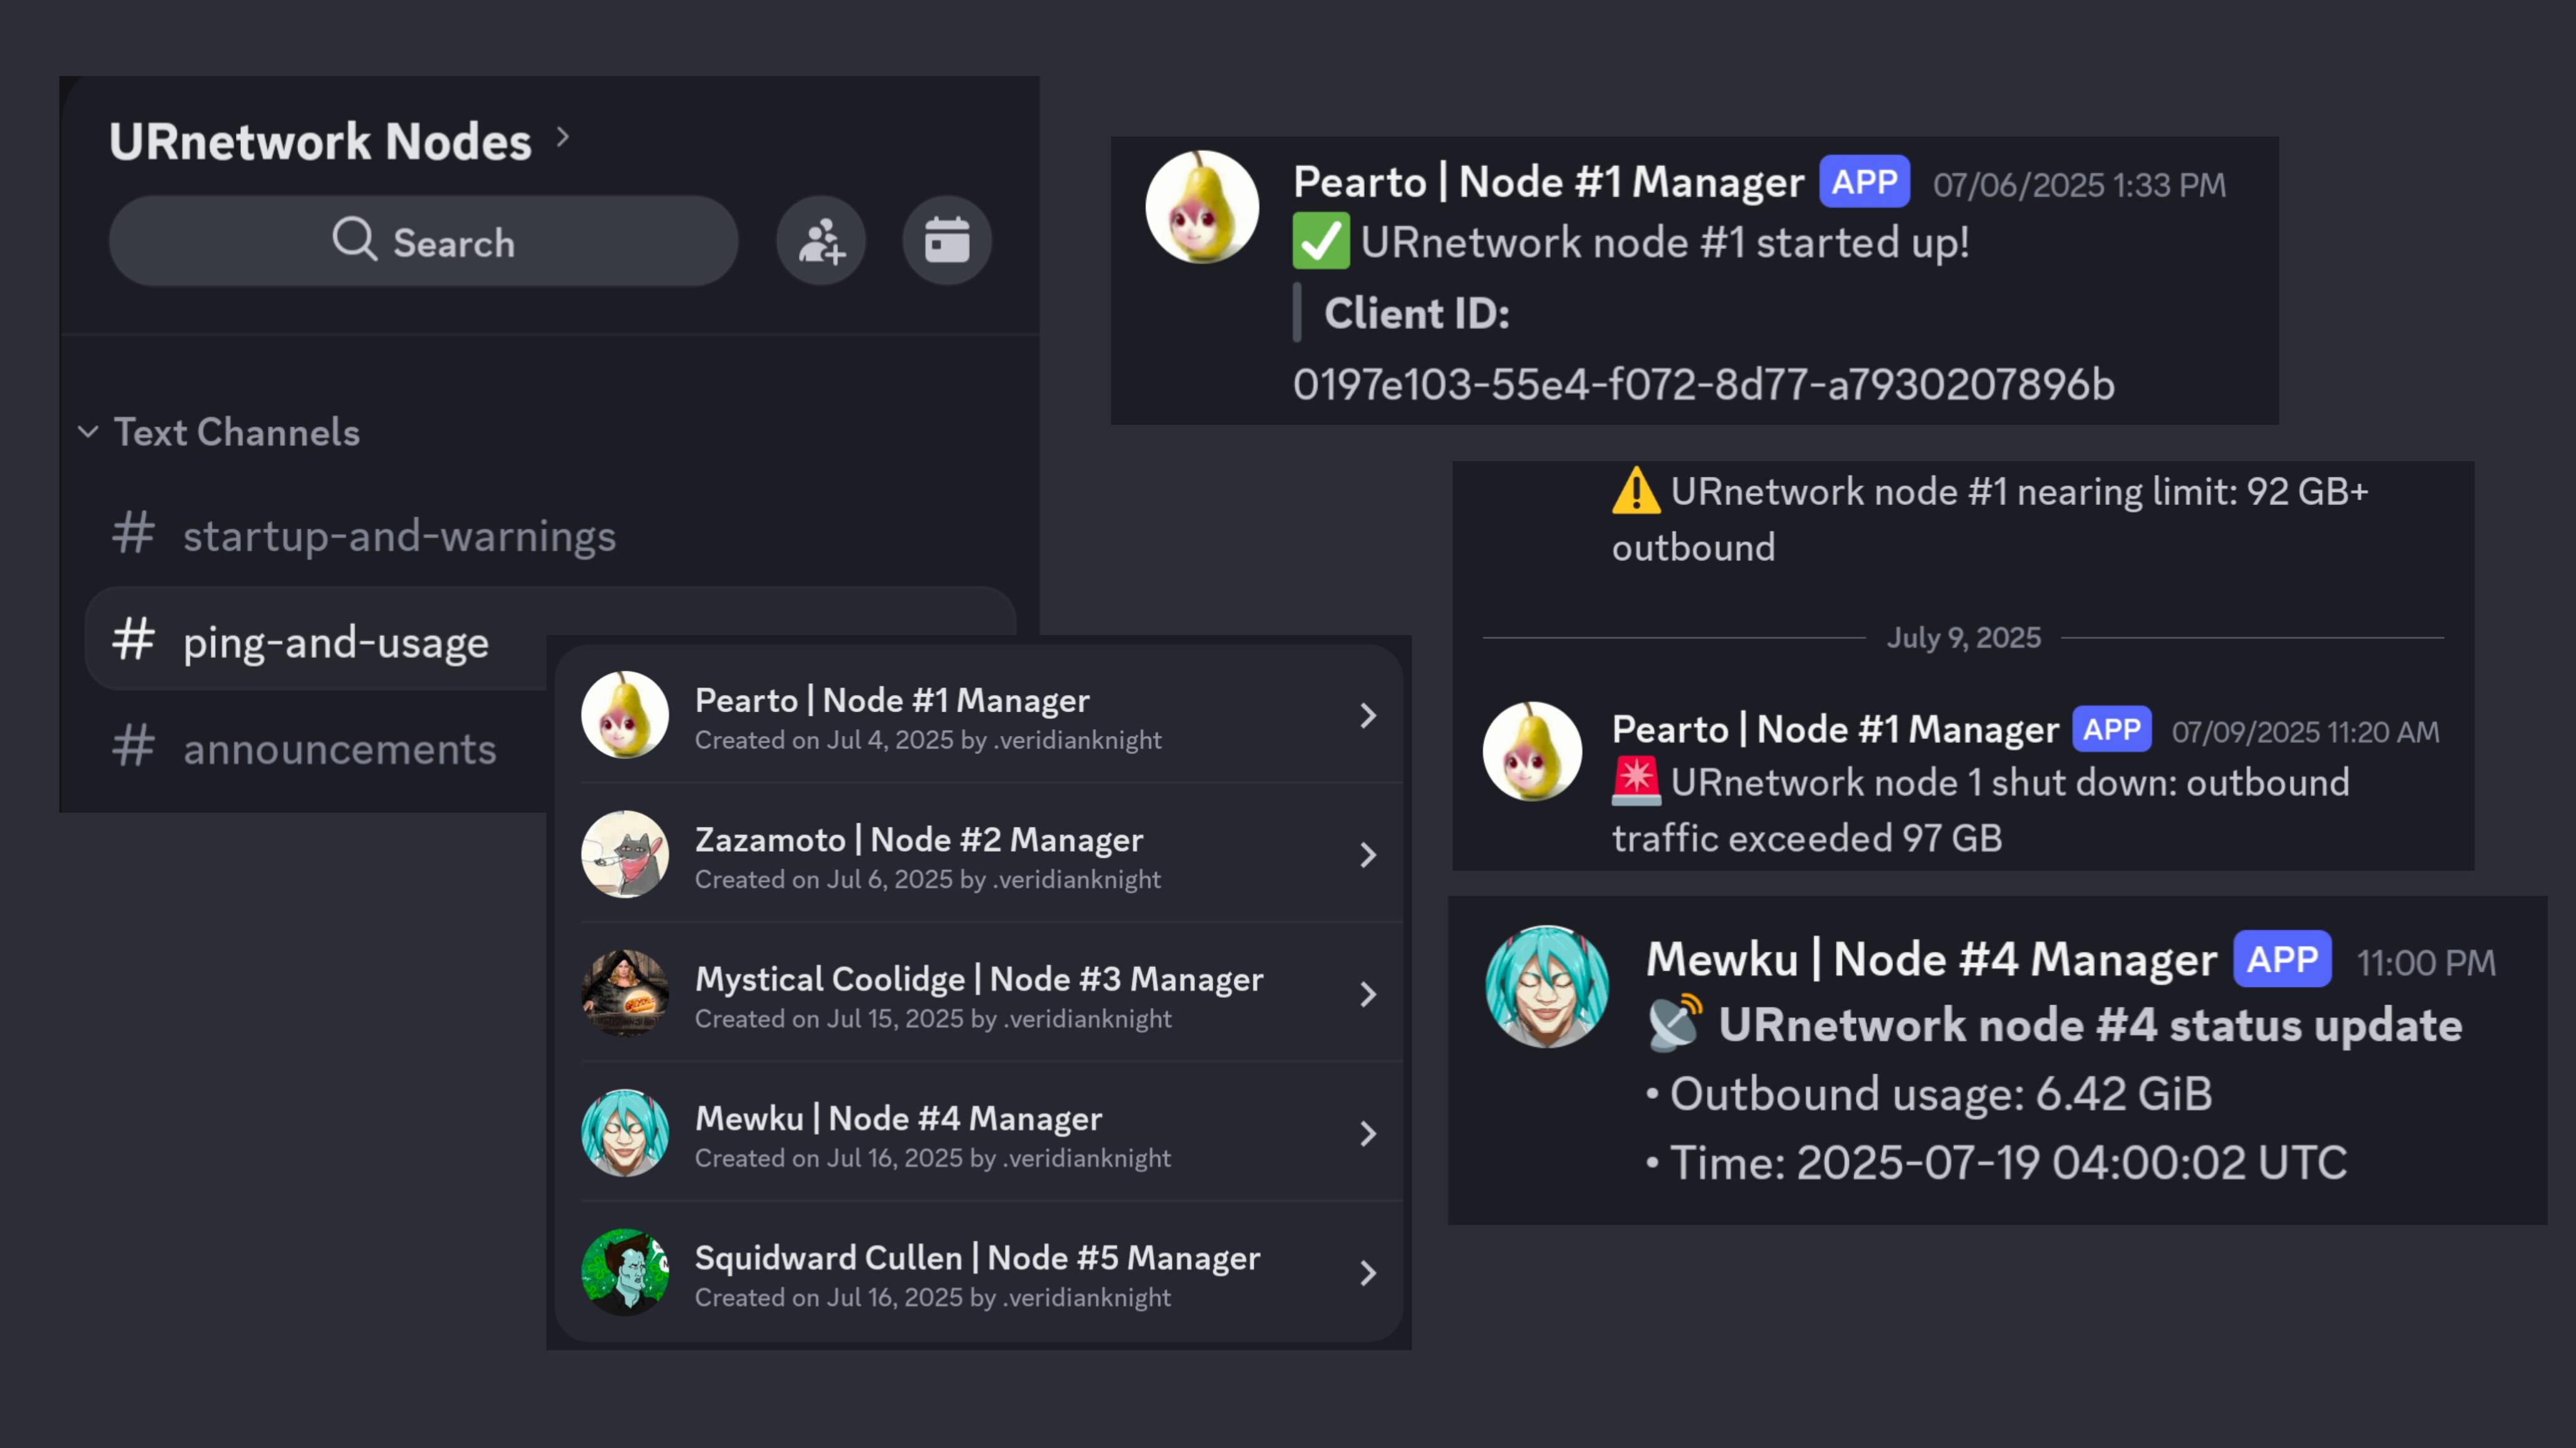 URnetwork Nodes
Search
Text Channels
# startup-and-warnings
# ping-and-usage
# announcements
Pearto | Node #1 Manager
Created on Jul 4, 2025 by .veridianknight
Zazamoto | Node #2 Manager
Created on Jul 6, 2025 by .veridianknight
Mystical Coolidge | Node #3 Manager
Created on Jul 15, 2025 by .veridianknight
Mewku | Node #4 Manager
Created on Jul 16, 2025 by .veridianknight
Squidward Cullen | Node #5 Manager
Created on Jul 16, 2025 by .veridianknight
Pearto | Node #1 Manager APP 07/06/2025 1:33 PM
✅ URnetwork node #1 started up!
Client ID:
0197e103-55e4-f072-8d77-a7930207896b
⚠️ URnetwork node #1 nearing limit: 92 GB+
outbound
July 9, 2025
Pearto | Node #1 Manager APP 07/09/2025 11:20 AM
🚨 URnetwork node 1 shut down: outbound
traffic exceeded 97 GB
Mewku | Node #4 Manager APP 11:00 PM
📡 URnetwork node #4 status update
• Outbound usage: 6.42 GiB
• Time: 2025-07-19 04:00:02 UTC